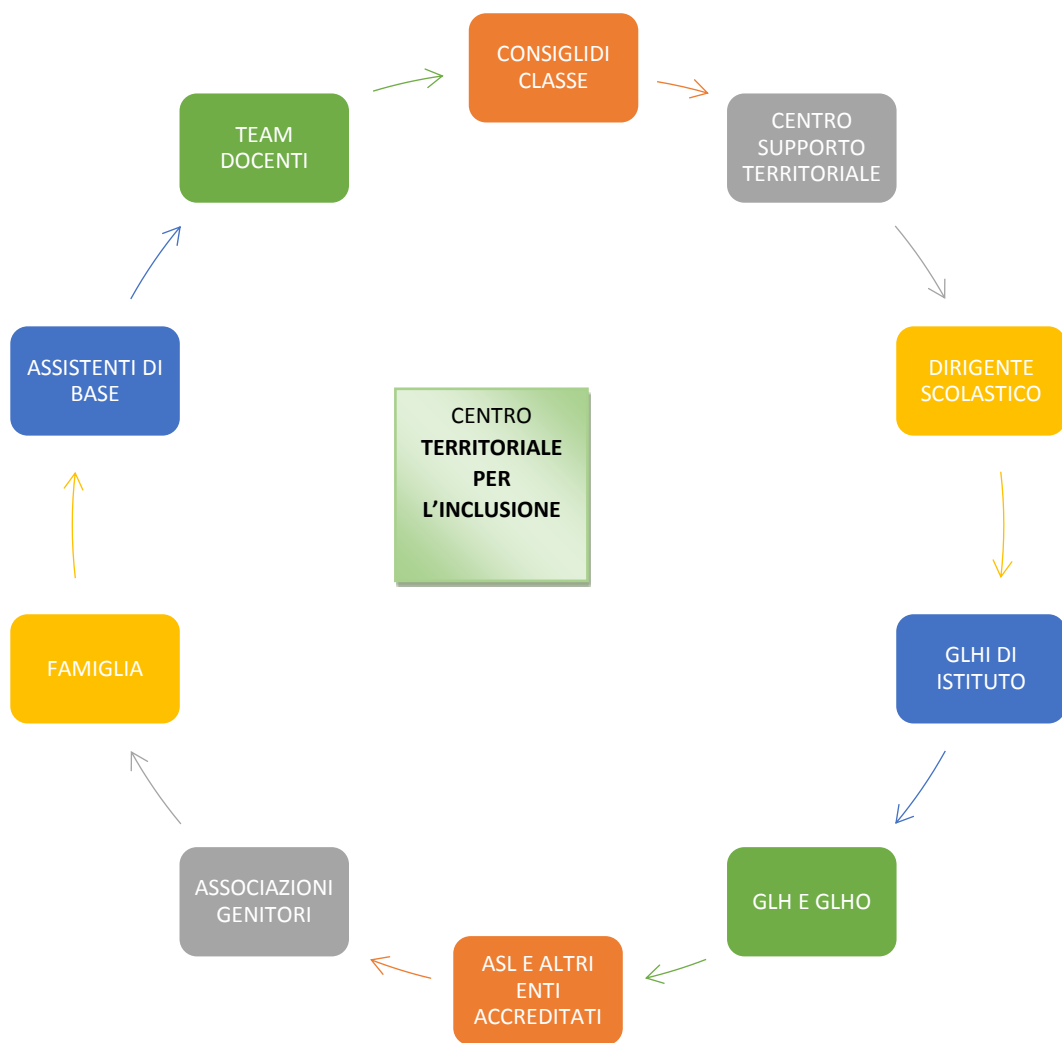 CONSIGLIDI
CLASSE
CENTRO
SUPPORTO
TERRITORIALE
DIRIGENTE
SCOLASTICO
GLHI DI
ISTITUTO
GLH E GLHO
ASL E ALTRI
ENTI
ACCREDITATI
ASSOCIAZIONI
GENITORI
FAMIGLIA
ASSISTENTI DI
BASE
TEAM
DOCENTI
CENTRO
TERRITORIALE
PER
L’INCLUSIONE